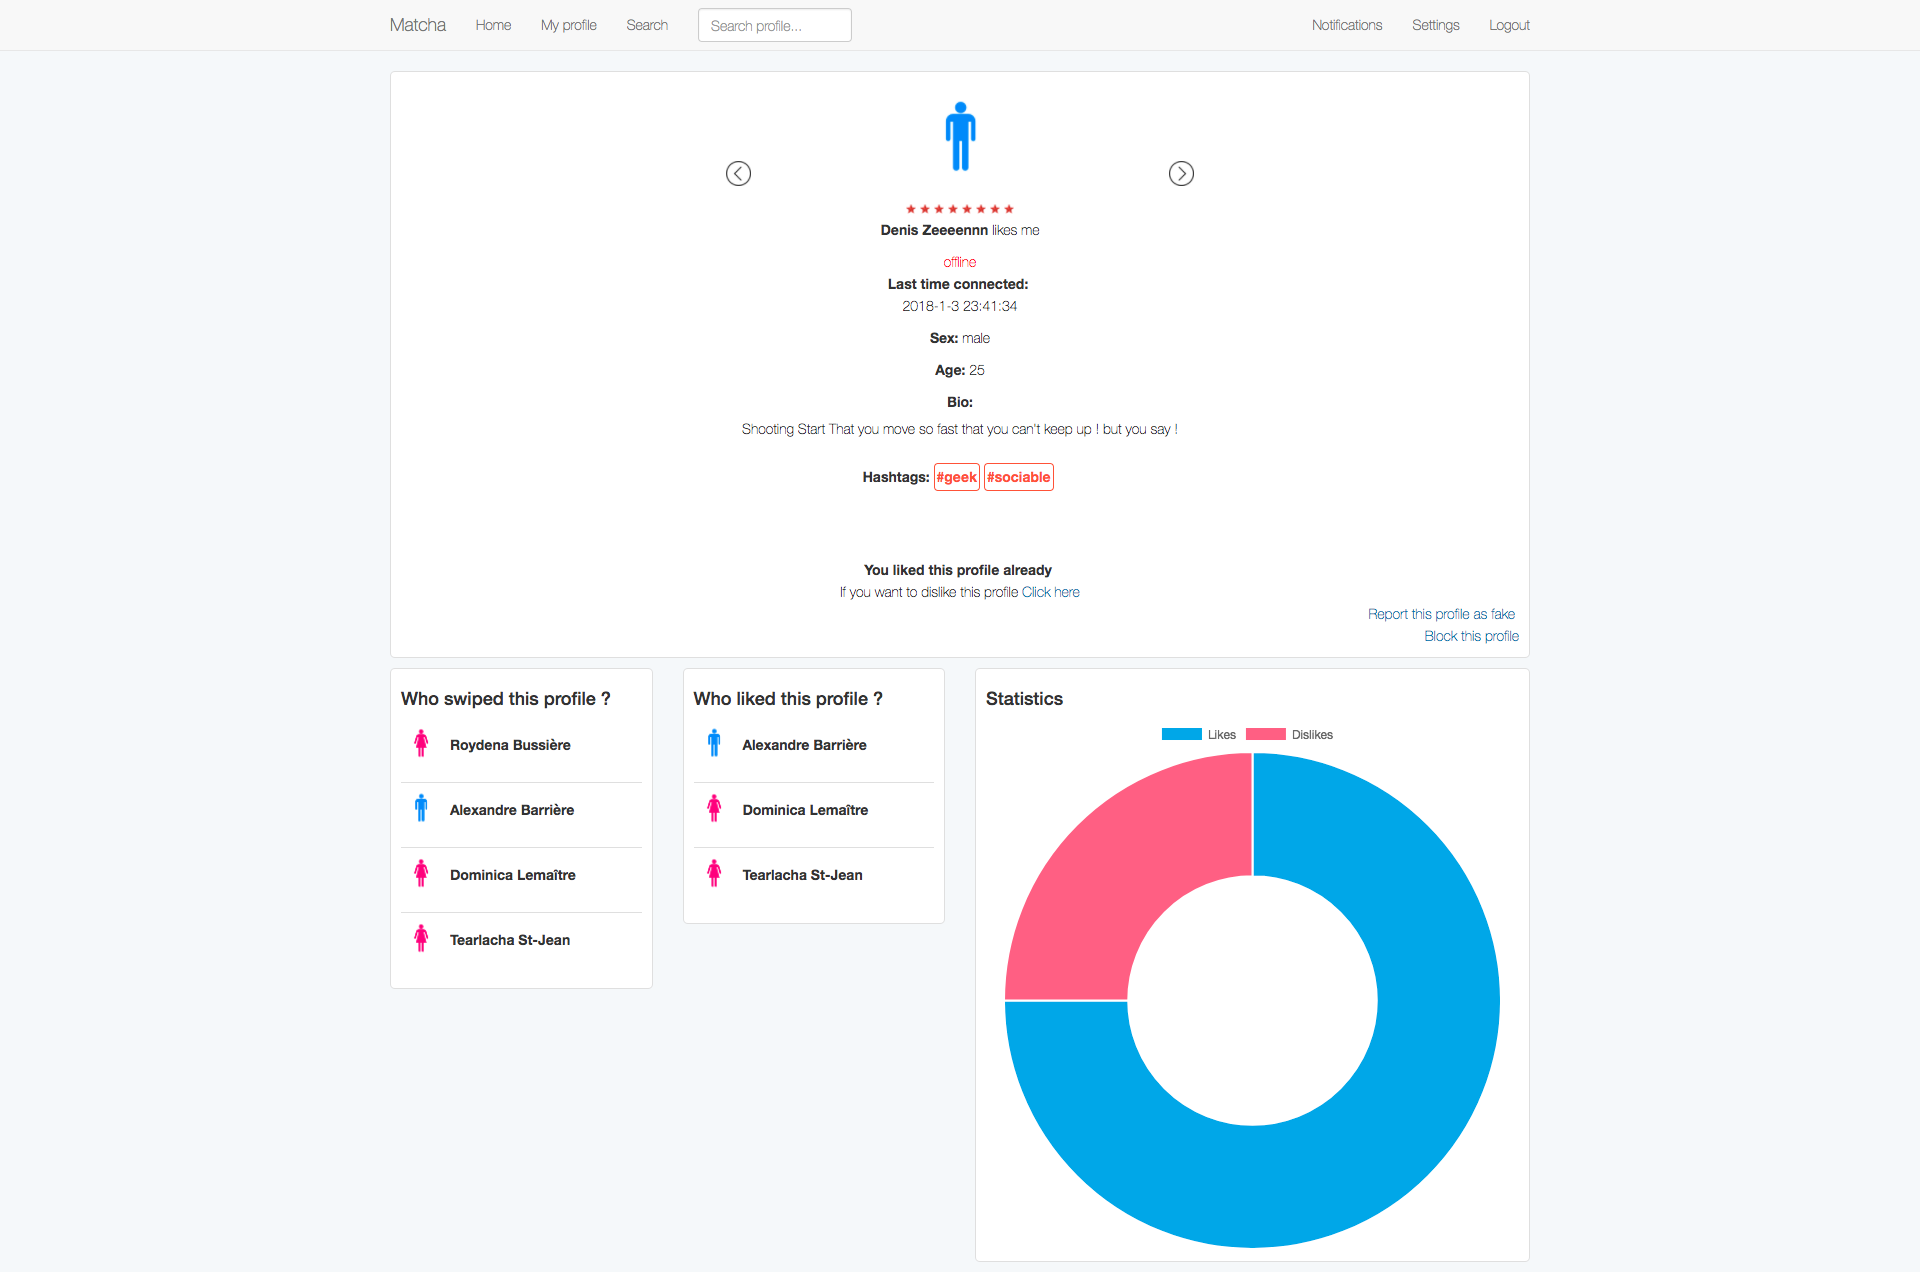 Matcha Home My profile Search Search profile... Notifications Settings Logout
Denis Zeeeennn likes me
offline
Last time connected:
2018-1-3 23:41:34
Sex: male
Age: 25
Bio:
Shooting Start That you move so fast that you can't keep up ! but you say !
Hashtags: #geek #sociable
You liked this profile already
If you want to dislike this profile Click here
Report this profile as fake
Block this profile
Who swiped this profile ?
Roydena Bussière
Alexandre Barrière
Dominica Lemaître
Tearlacha St-Jean
Who liked this profile ?
Alexandre Barrière
Dominica Lemaître
Tearlacha St-Jean
Statistics
Likes Dislikes